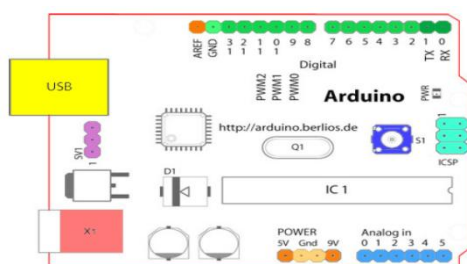 AREF GND 13 12 11 10 9 8 7 6 5 4 3 2 1 0
TX RX
Digital
USB
PWM2 PWM1 PWM0
Arduino
PWR
http://arduino.berlios.de
SV1
1
Q1
S1
1
ICSP
D1
IC 1
X1
POWER
5V Gnd 9V
Analog in
0 1 2 3 4 5